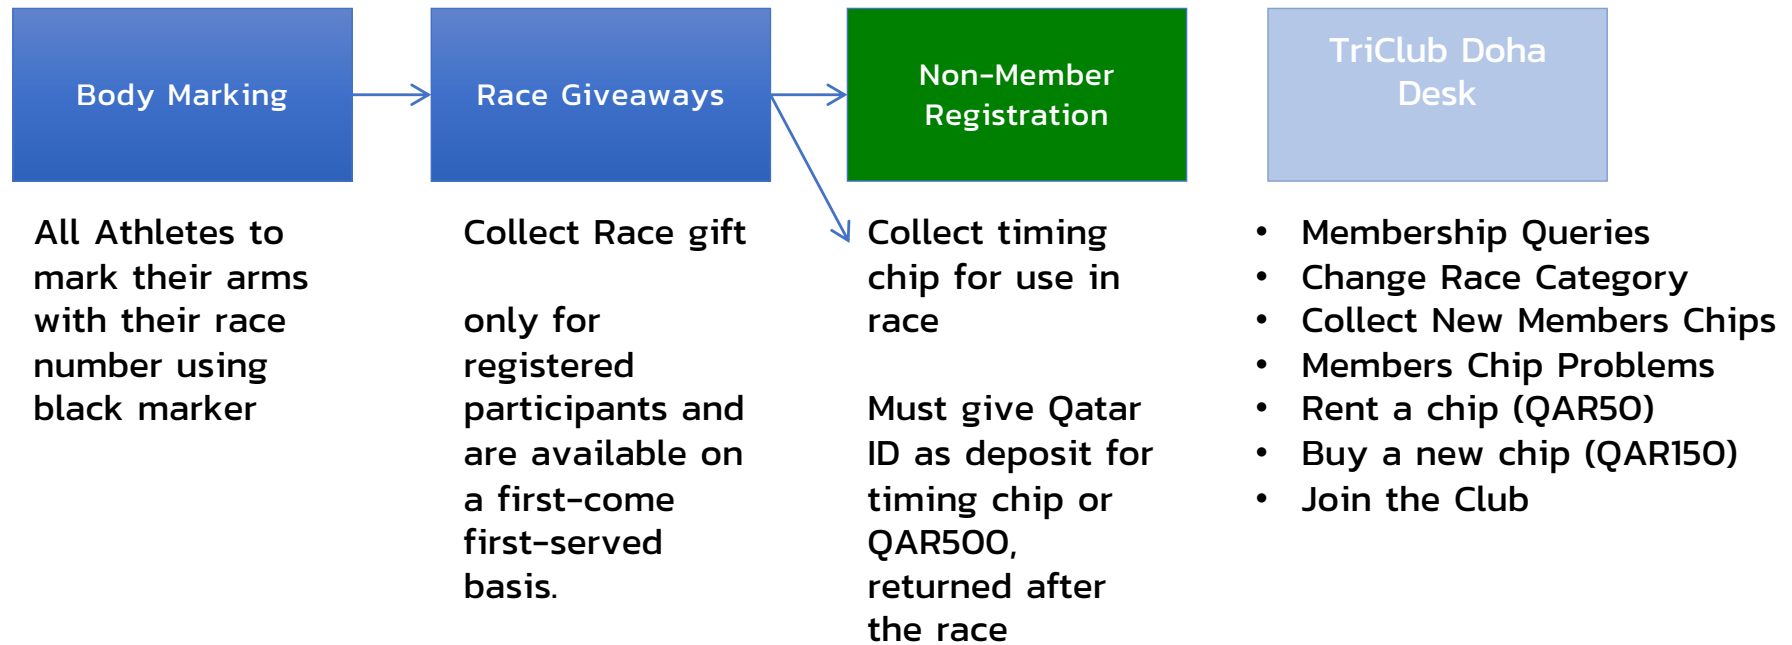 Body Marking
Race Giveaways
Non-Member
Registration
TriClub Doha
Desk
All Athletes to
mark their arms
with their race
number using
black marker
Collect Race gift
only for
registered
participants and
are available on
a first-come
first-served
basis.
Collect timing
chip for use in
race
Must give Qatar
ID as deposit for
timing chip or
QAR500,
returned after
the race
• Membership Queries
• Change Race Category
• Collect New Members Chips
• Members Chip Problems
• Rent a chip (QAR50)
• Buy a new chip (QAR150)
• Join the Club